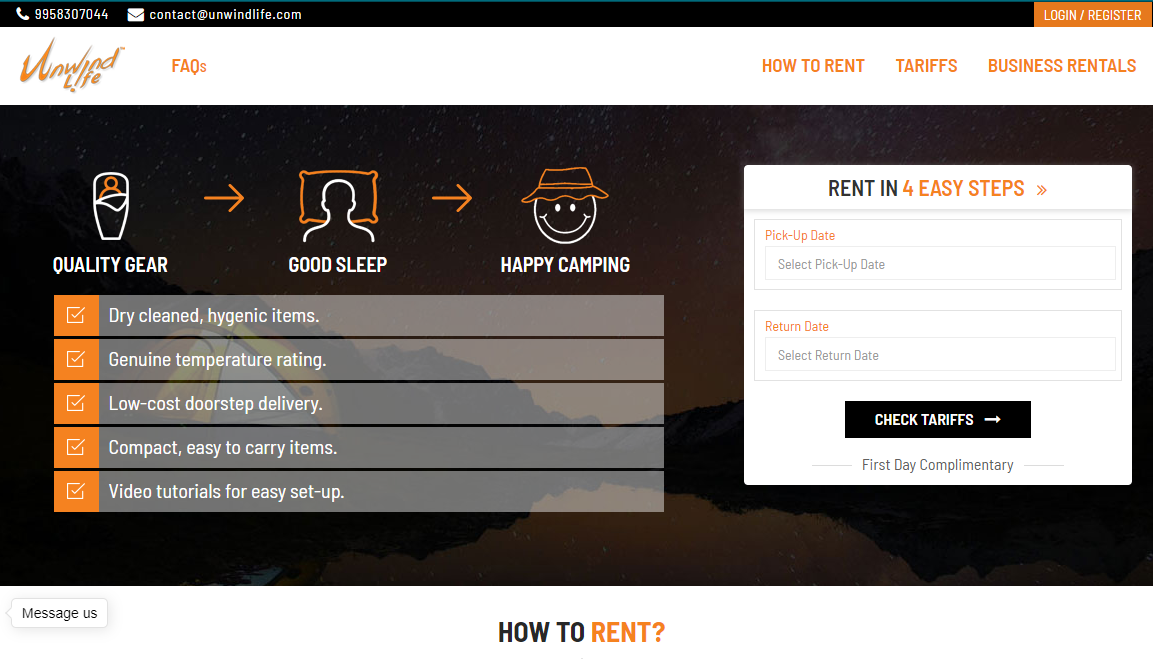 9958307044 contact@unwindlife.com LOGIN / REGISTER
Unwind Life ™
FAQs HOW TO RENT TARIFFS BUSINESS RENTALS
QUALITY GEAR GOOD SLEEP HAPPY CAMPING
Dry cleaned, hygenic items.
Genuine temperature rating.
Low-cost doorstep delivery.
Compact, easy to carry items.
Video tutorials for easy set-up.
RENT IN 4 EASY STEPS »
Pick-Up Date
Select Pick-Up Date
Return Date
Select Return Date
CHECK TARIFFS
First Day Complimentary
Message us
HOW TO RENT?